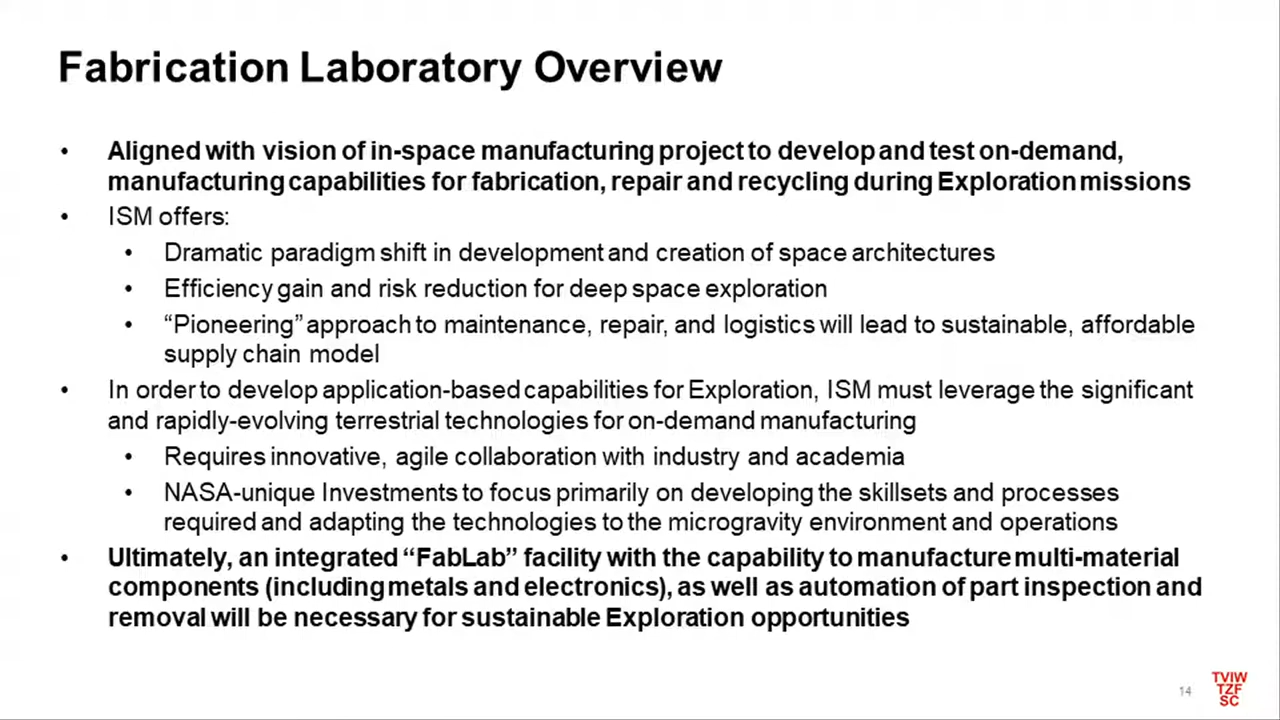 Fabrication Laboratory Overview
• Aligned with vision of in-space manufacturing project to develop and test on-demand,
manufacturing capabilities for fabrication, repair and recycling during Exploration missions
• ISM offers:
• Dramatic paradigm shift in development and creation of space architectures
• Efficiency gain and risk reduction for deep space exploration
• “Pioneering” approach to maintenance, repair, and logistics will lead to sustainable, affordable
supply chain model
• In order to develop application-based capabilities for Exploration, ISM must leverage the significant
and rapidly-evolving terrestrial technologies for on-demand manufacturing
• Requires innovative, agile collaboration with industry and academia
• NASA-unique Investments to focus primarily on developing the skillsets and processes
required and adapting the technologies to the microgravity environment and operations
• Ultimately, an integrated “FabLab” facility with the capability to manufacture multi-material
components (including metals and electronics), as well as automation of part inspection and
removal will be necessary for sustainable Exploration opportunities
14
TVIW
TZF
SC